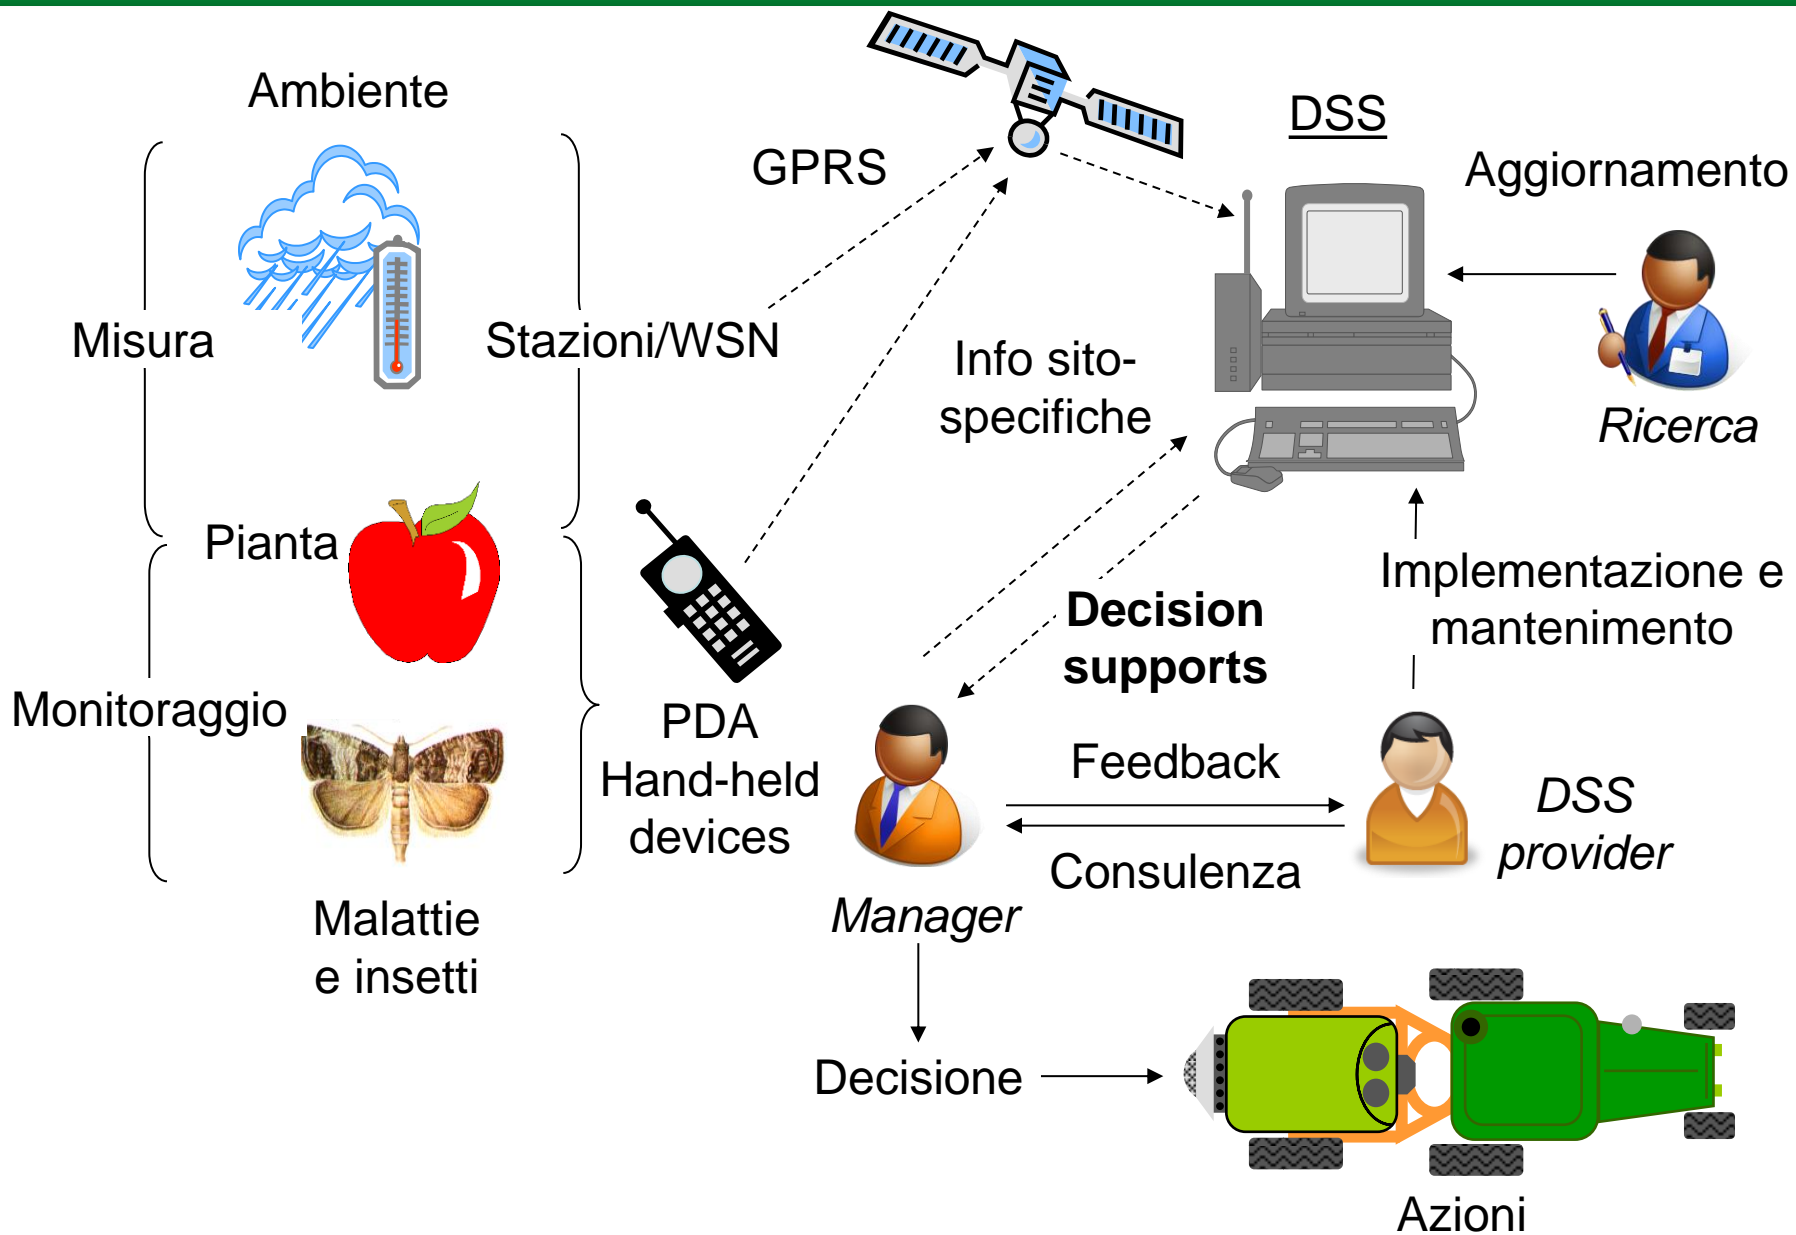 Ambiente
DSS
GPRS
Aggiornamento
Misura
Stazioni/WSN
Info sito-
specifiche
Ricerca
Pianta
Implementazione e
mantenimento
Decision
supports
Monitoraggio
PDA
Hand-held
devices
Feedback
DSS
provider
Consulenza
Manager
Malattie
e insetti
Decisione
Azioni